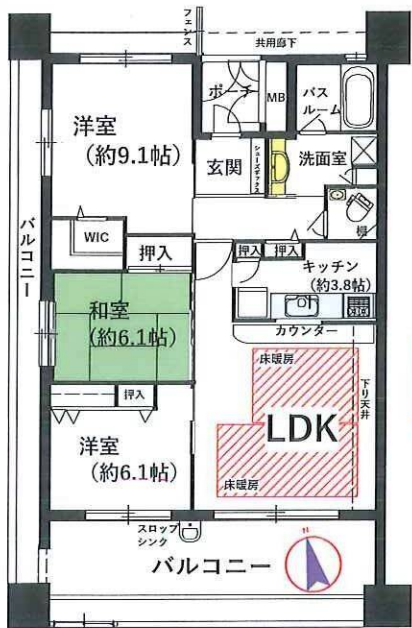 フェンス
共用廊下
ポーチ
MB
バス
ルーム
洋室
(約9.1帖)
玄関
シューズボックス
洗面室
バルコニー
WIC
押入
棚
押入
押入
キッチン
(約3.8帖)
和室
(約6.1帖)
カウンター
床暖房
下り天井
押入
LDK
洋室
(約6.1帖)
床暖房
スロップ
シンク
バルコニー